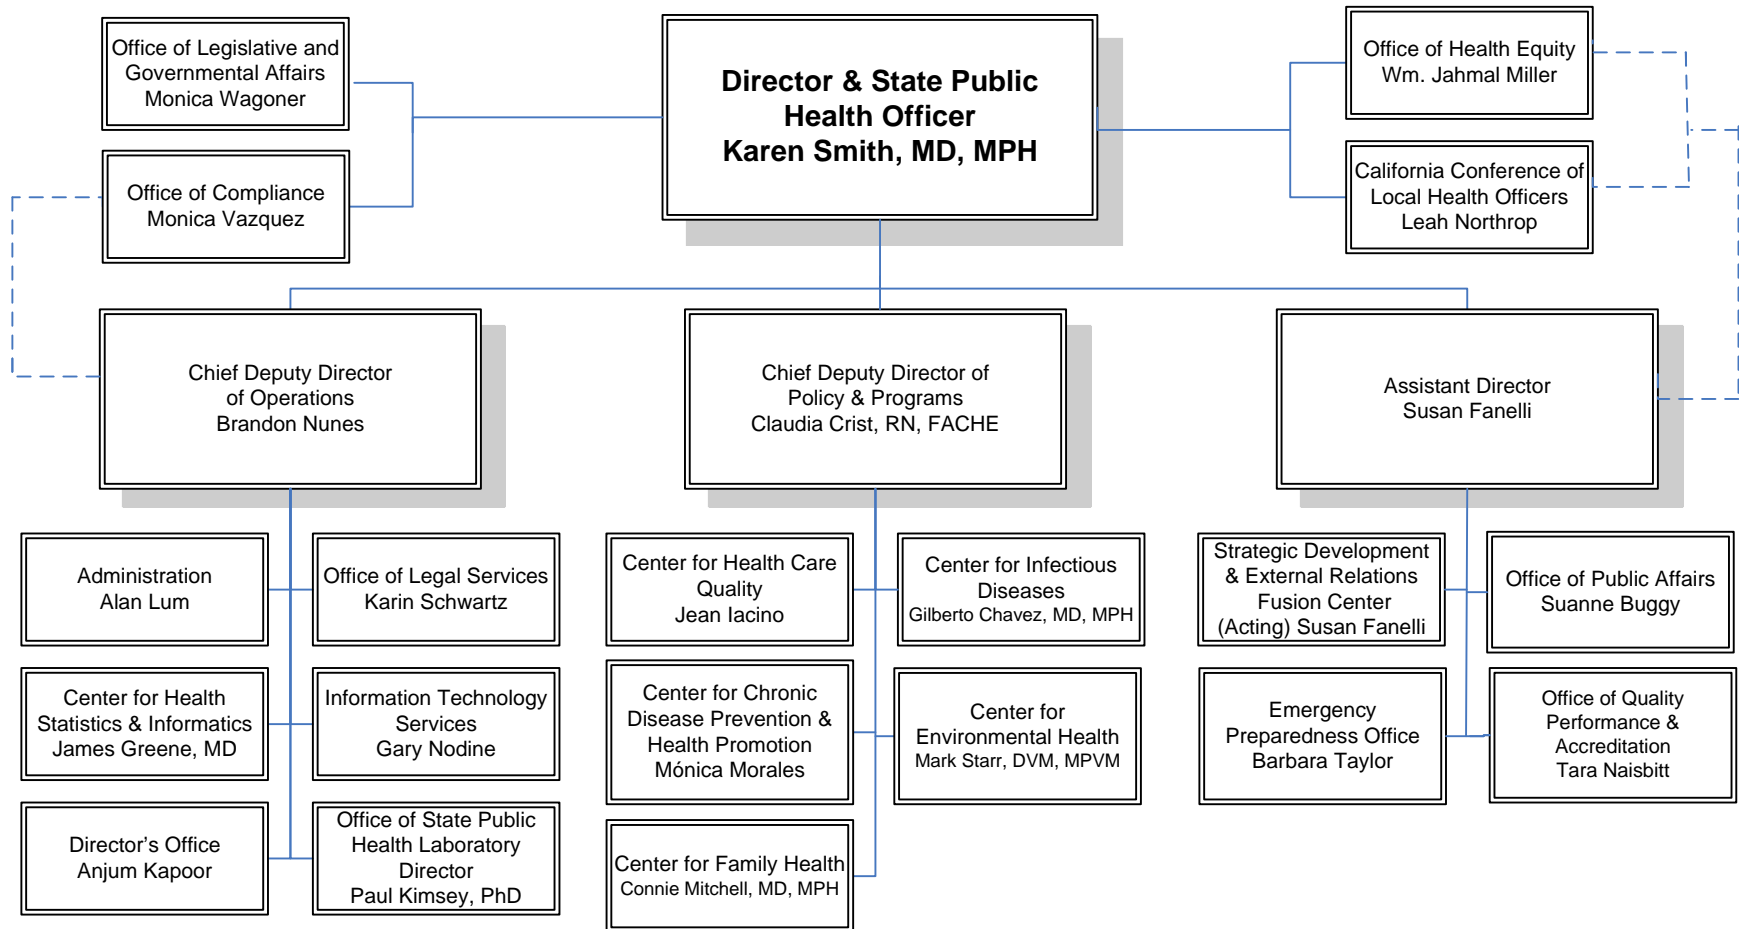 Office of Legislative and
Governmental Affairs
Monica Wagoner
Director & State Public
Health Officer
Karen Smith, MD, MPH
Office of Health Equity
Wm. Jahmal Miller
Office of Compliance
Monica Vazquez
California Conference of
Local Health Officers
Leah Northrop
Chief Deputy Director
of Operations
Brandon Nunes
Chief Deputy Director of
Policy & Programs
Claudia Crist, RN, FACHE
Assistant Director
Susan Fanelli
Administration
Alan Lum
Office of Legal Services
Karin Schwartz
Center for Health Care
Quality
Jean Iacino
Center for Infectious
Diseases
Gilberto Chavez, MD, MPH
Strategic Development
& External Relations
Fusion Center
(Acting) Susan Fanelli
Office of Public Affairs
Suanne Buggy
Center for Health
Statistics & Informatics
James Greene, MD
Information Technology
Services
Gary Nodine
Center for Chronic
Disease Prevention &
Health Promotion
Mónica Morales
Center for
Environmental Health
Mark Starr, DVM, MPVM
Emergency
Preparedness Office
Barbara Taylor
Office of Quality
Performance &
Accreditation
Tara Naisbitt
Director’s Office
Anjum Kapoor
Office of State Public
Health Laboratory
Director
Paul Kimsey, PhD
Center for Family Health
Connie Mitchell, MD, MPH